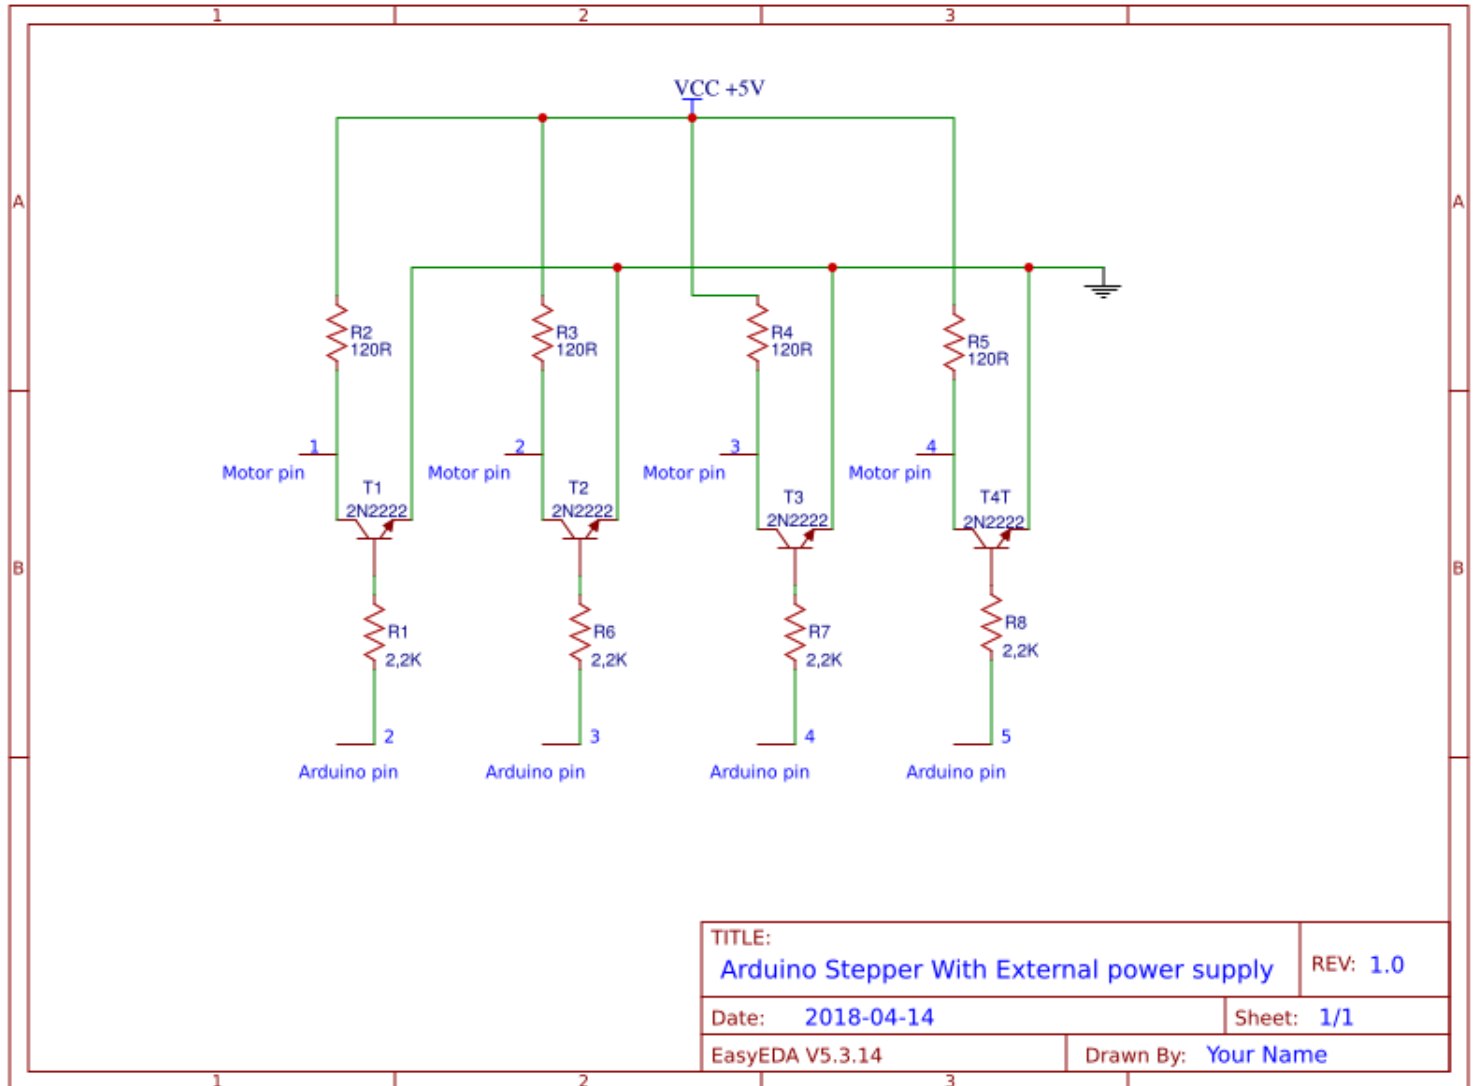 1 2 3
VCC +5V
A A
R2 R3 R4 R5
120R 120R 120R 120R
1 2 3 4
Motor pin Motor pin Motor pin Motor pin
T1 T2 T3 T4T
2N2222 2N2222 2N2222 2N2222
B B
R1 R6 R7 R8
2,2K 2,2K 2,2K 2,2K
2 3 4 5
Arduino pin Arduino pin Arduino pin Arduino pin
TITLE:
Arduino Stepper With External power supply
REV: 1.0
Date: 2018-04-14
Sheet: 1/1
EasyEDA V5.3.14
Drawn By: Your Name
1 2 3